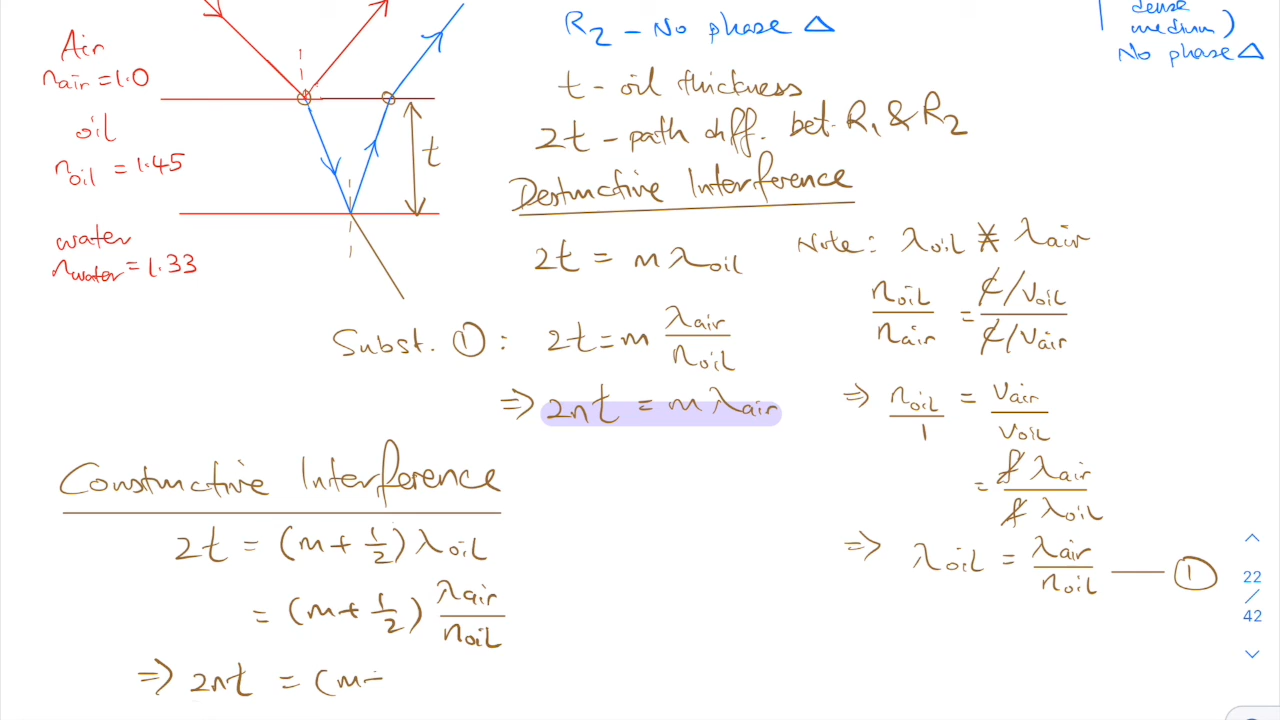 Air
n_air = 1.0
oil
n_oil = 1.45
water
n_water = 1.33
t
R₂ – No phase Δ
t – oil thickness
2t – path diff. bet. R₁ & R₂
Destructive Interference
2t = m λ_oil
Subst. ① : 2t = m λ_air / n_oil
⇒ 2nt = m λ_air
Constructive Interference
2t = (m + 1/2) λ_oil
= (m + 1/2) λ_air / n_oil
⇒ 2nt = (m
dense
medium)
No phase Δ
Note: λ_oil ≠ λ_air
n_oil / n_air = c/v_oil / c/v_air
⇒ n_oil / 1 = v_air / v_oil
= f λ_air / f λ_oil
⇒ λ_oil = λ_air / n_oil — ①
22
/
42